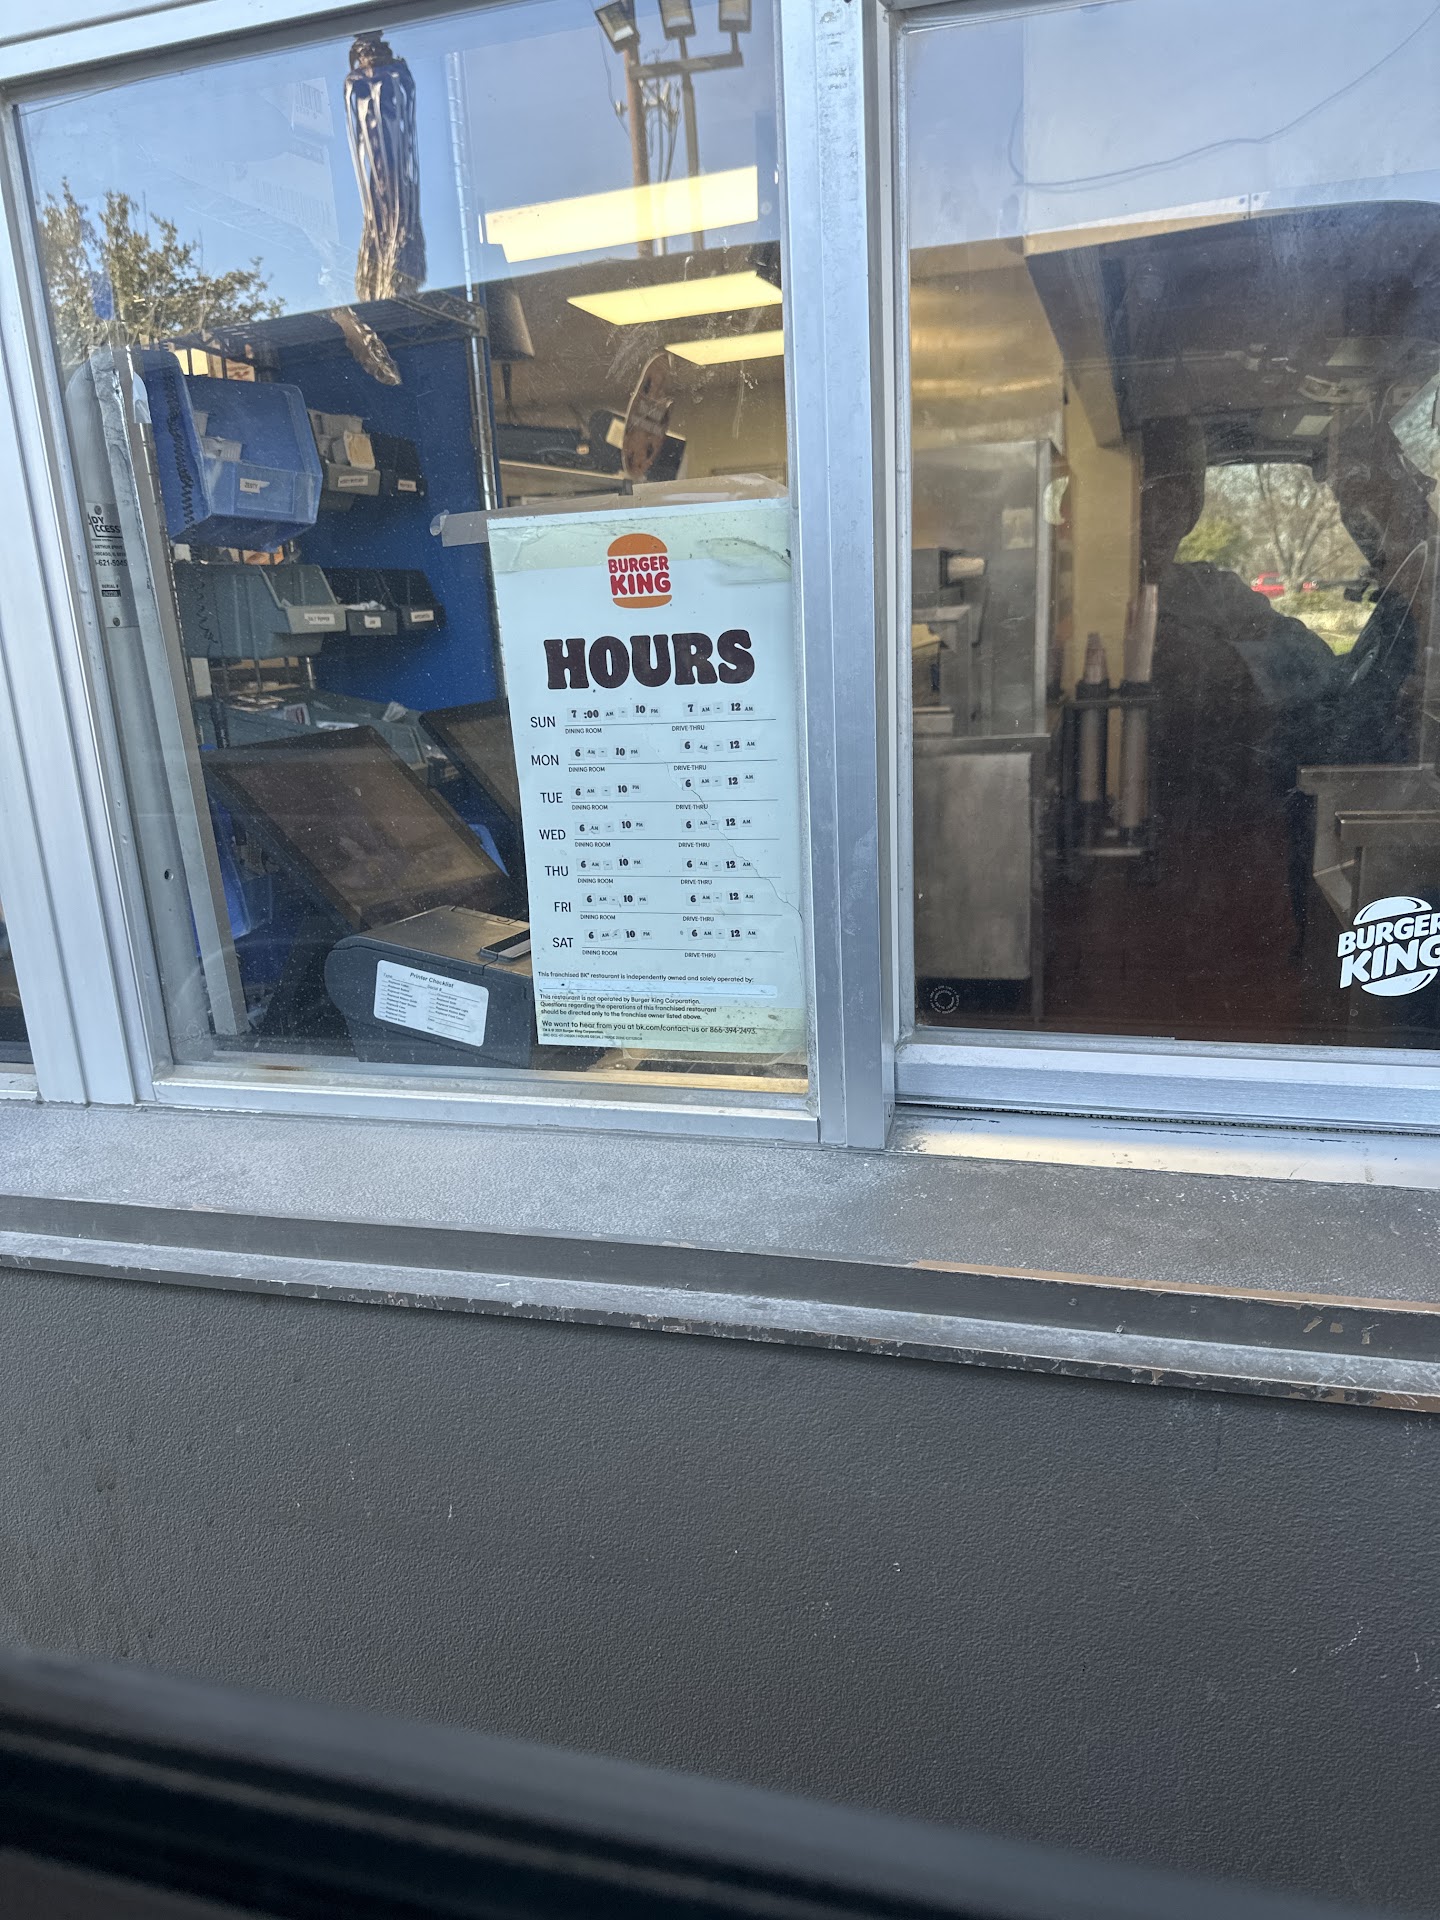 BURGER
KING
HOURS
SUN 7:00 AM - 10 PM 7 AM - 12 AM
DINING ROOM DRIVE-THRU
MON 6 AM - 10 PM 6 AM - 12 AM
DINING ROOM DRIVE-THRU
TUE 6 AM - 10 PM 6 AM - 12 AM
DINING ROOM DRIVE-THRU
WED 6 AM - 10 PM 6 AM - 12 AM
DINING ROOM DRIVE-THRU
THU 6 AM - 10 PM 6 AM - 12 AM
DINING ROOM DRIVE-THRU
FRI 6 AM - 10 PM 6 AM - 12 AM
DINING ROOM DRIVE-THRU
SAT 6 AM - 10 PM 6 AM - 12 AM
DINING ROOM DRIVE-THRU
This franchised BK® restaurant is independently owned and solely operated by:
This restaurant is not operated by Burger King Corporation.
Questions regarding the operations of this franchised restaurant
should be directed only to the franchise owner listed above.
We want to hear from you at bk.com/contact-us or 866-394-2493.
Printer Checklist
ZESTY
BURGER
KING